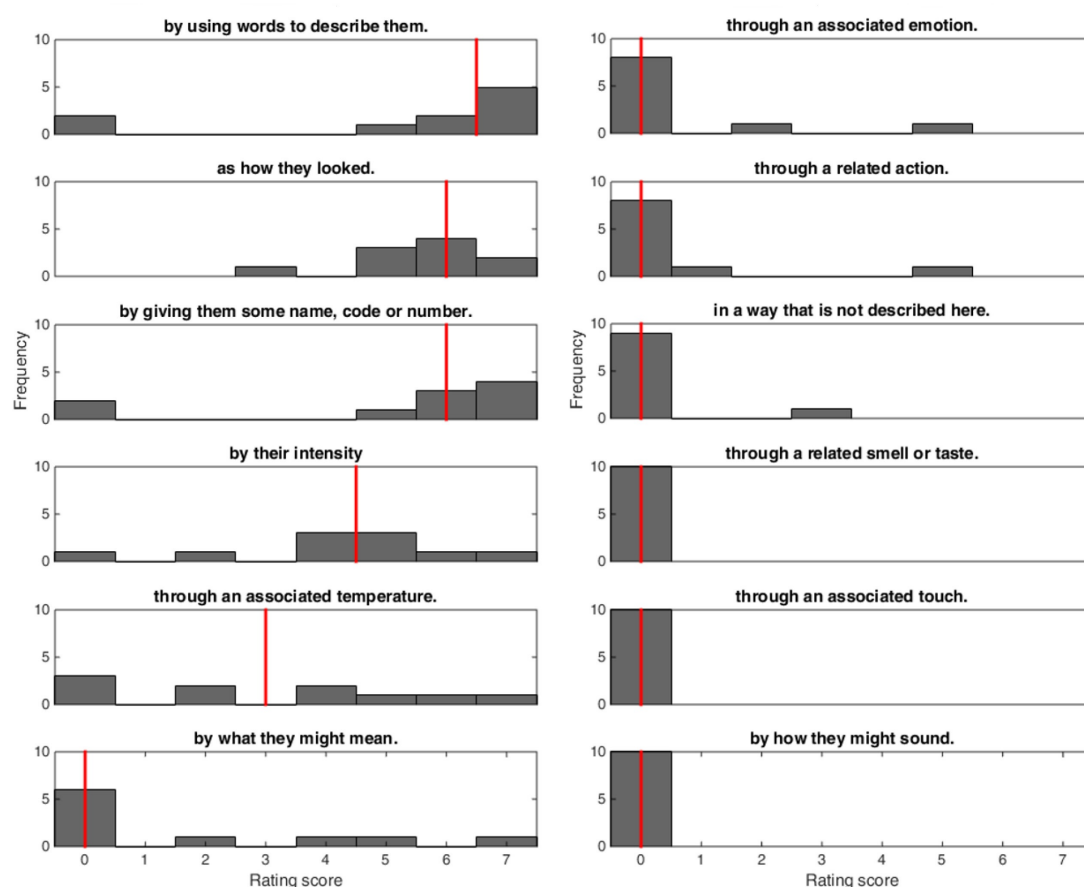 by using words to describe them.
10
5
0
as how they looked.
10
5
0
by giving them some name, code or number.
10
5
0
Frequency
by their intensity
10
5
0
through an associated temperature.
10
5
0
by what they might mean.
10
5
0
0 1 2 3 4 5 6 7
Rating score
through an associated emotion.
10
5
0
through a related action.
10
5
0
in a way that is not described here.
10
5
0
Frequency
through a related smell or taste.
10
5
0
through an associated touch.
10
5
0
by how they might sound.
10
5
0
0 1 2 3 4 5 6 7
Rating score